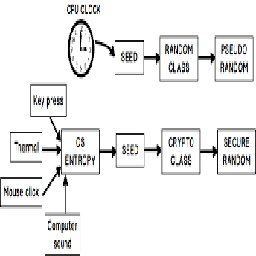 CPU CLOCK
SEED
RANDOM
CLASS
PSEUDO
RANDOM
Key press
Thermal
Mouse click
Computer
sound
OS
ENTROPY
SEED
CRYPTO
CLASS
SECURE
RANDOM